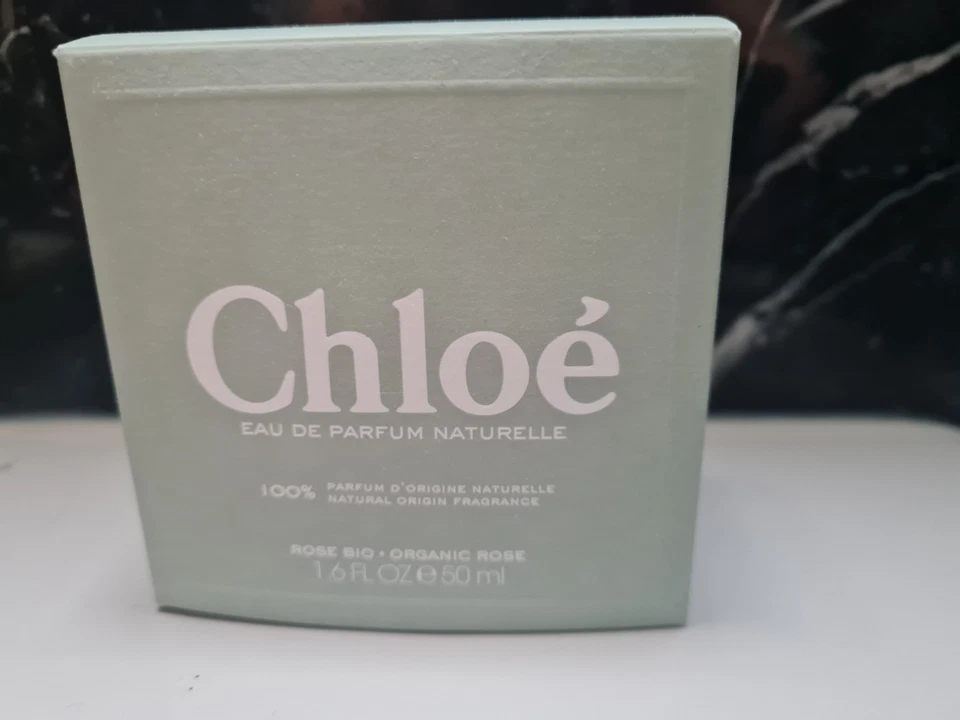 Chloé
EAU DE PARFUM NATURELLE
100% PARFUM D'ORIGINE NATURELLE
NATURAL ORIGIN FRAGRANCE
ROSE BIO • ORGANIC ROSE
1.6 FL OZ ℮ 50 ml